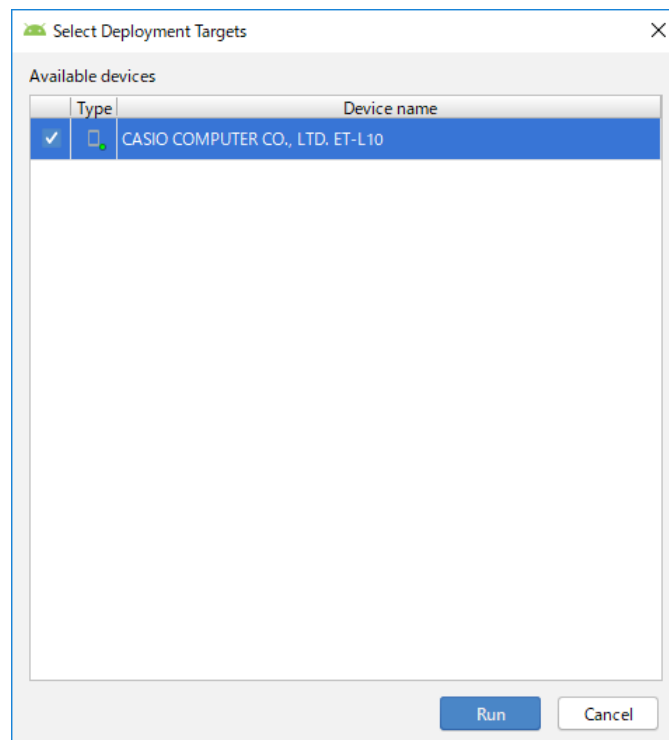 Select Deployment Targets
Available devices
Type Device name
CASIO COMPUTER CO., LTD. ET-L10
Run Cancel